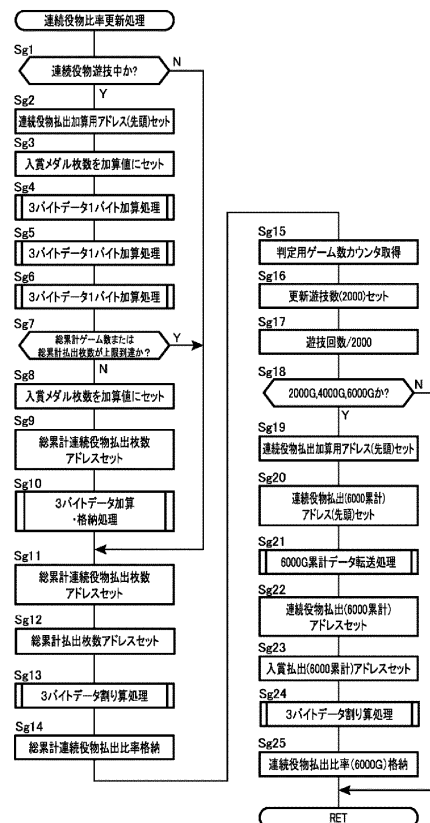 連続役物比率更新処理
Sg1
連続役物遊技中か?
N
Y
Sg2
連続役物払出加算用アドレス(先頭)セット
Sg3
入賞メダル枚数を加算値にセット
Sg4
3バイトデータ1バイト加算処理
Sg5
3バイトデータ1バイト加算処理
Sg6
3バイトデータ1バイト加算処理
Sg7
総累計ゲーム数または
総累計払出枚数が上限到達か?
Y
N
Sg8
入賞メダル枚数を加算値にセット
Sg9
総累計連続役物払出枚数
アドレスセット
Sg10
3バイトデータ加算
・格納処理
Sg11
総累計連続役物払出枚数
アドレスセット
Sg12
総累計払出枚数アドレスセット
Sg13
3バイトデータ割り算処理
Sg14
総累計連続役物払出比率格納
Sg15
判定用ゲーム数カウンタ取得
Sg16
更新遊技数(2000)セット
Sg17
遊技回数/2000
Sg18
2000G,4000G,6000Gか?
N
Y
Sg19
連続役物払出加算用アドレス(先頭)セット
Sg20
連続役物払出(6000累計)
アドレス(先頭)セット
Sg21
6000G累計データ転送処理
Sg22
連続役物払出(6000累計)
アドレスセット
Sg23
入賞払出(6000累計)アドレスセット
Sg24
3バイトデータ割り算処理
Sg25
連続役物払出比率(6000G)格納
RET